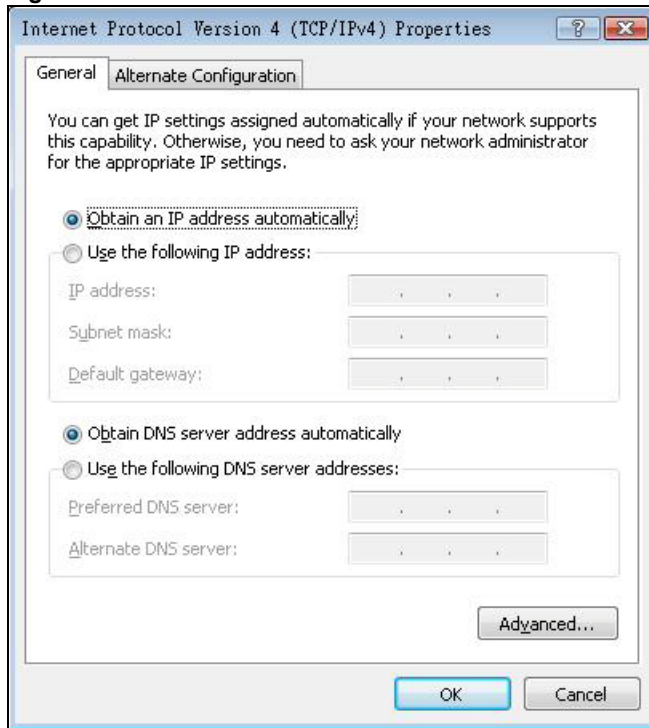 Internet Protocol Version 4 (TCP/IPv4) Properties
General
Alternate Configuration
You can get IP settings assigned automatically if your network supports
this capability. Otherwise, you need to ask your network administrator
for the appropriate IP settings.
Obtain an IP address automatically
Use the following IP address:
IP address:
Subnet mask:
Default gateway:
Obtain DNS server address automatically
Use the following DNS server addresses:
Preferred DNS server:
Alternate DNS server:
Advanced...
OK
Cancel